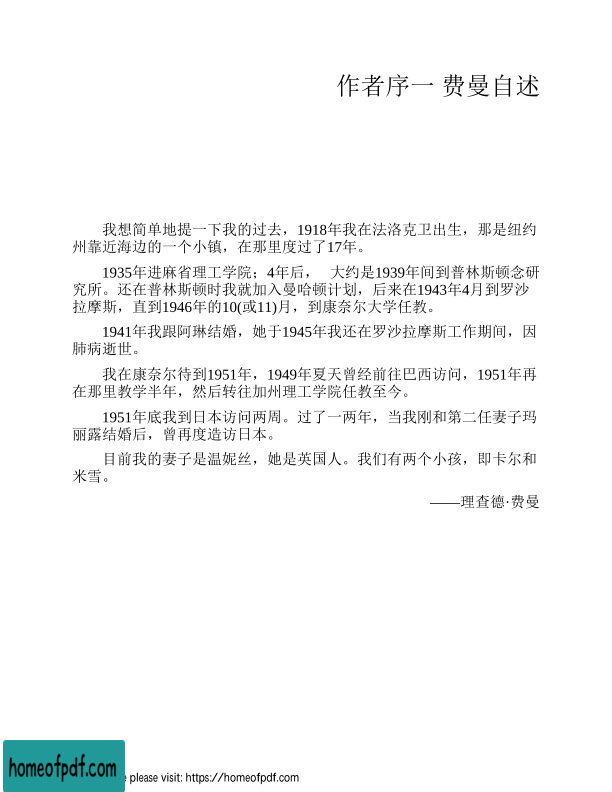 作者序一 费曼自述
我想简单地提一下我的过去，1918年我在法洛克卫出生，那是纽约
州靠近海边的一个小镇，在那里度过了17年。
1935年进麻省理工学院；4年后， 大约是1939年间到普林斯顿念研
究所。还在普林斯顿时我就加入曼哈顿计划，后来在1943年4月到罗沙
拉摩斯，直到1946年的10(或11)月，到康奈尔大学任教。
1941年我跟阿琳结婚，她于1945年我还在罗沙拉摩斯工作期间，因
肺病逝世。
我在康奈尔待到1951年，1949年夏天曾经前往巴西访问，1951年再
在那里教学半年，然后转往加州理工学院任教至今。
1951年底我到日本访问两周。过了一两年，当我刚和第二任妻子玛
丽露结婚后，曾再度造访日本。
目前我的妻子是温妮丝，她是英国人。我们有两个小孩，即卡尔和
米雪。
——理查德·费曼
homeofpdf.com
e please visit: https://homeofpdf.com